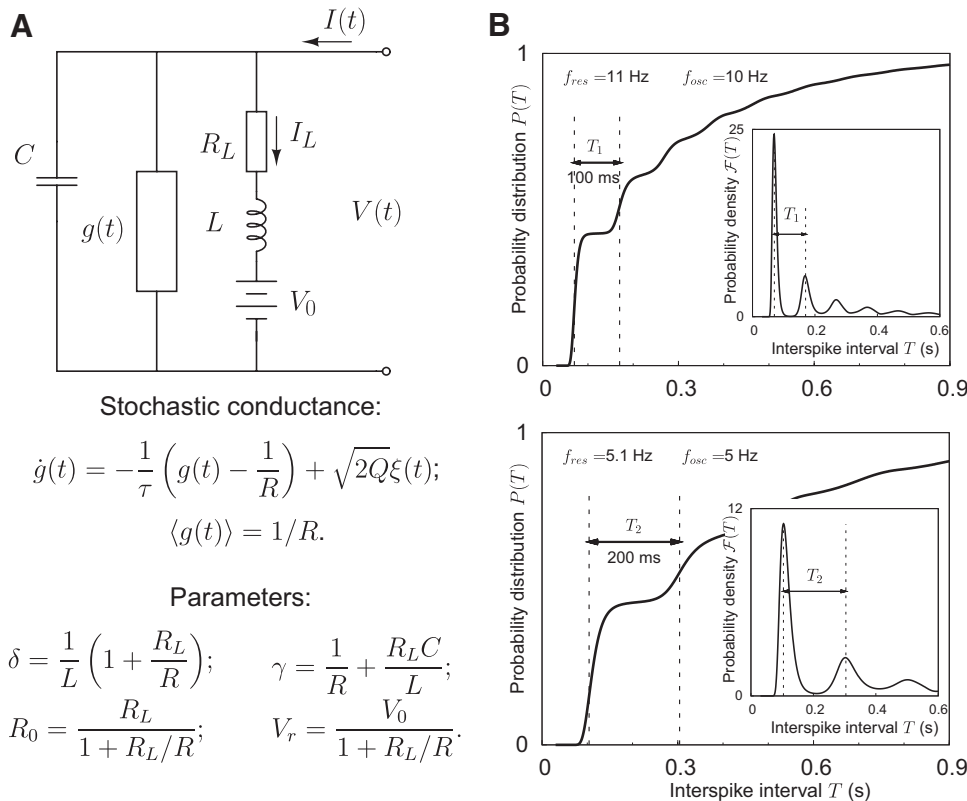 A
I(t)
C
g(t)
R_L
I_L
L
V_0
V(t)
Stochastic conductance:
ġ(t) = −1/τ (g(t) − 1/R) + √2Q ξ(t);
⟨g(t)⟩ = 1/R.
Parameters:
δ = 1/L (1 + R_L/R);
γ = 1/R + R_L C/L;
R_0 = R_L/(1 + R_L/R);
V_r = V_0/(1 + R_L/R).
B
Probability distribution P(T)
1
0
f_res = 11 Hz
f_osc = 10 Hz
T_1
100 ms
0 0.3 0.6 0.9
Probability density F(T)
25
0
T_1
0 0.2 0.4 0.6
Interspike interval T (s)
Probability distribution P(T)
1
0
f_res = 5.1 Hz
f_osc = 5 Hz
T_2
200 ms
0 0.3 0.6 0.9
Interspike interval T (s)
Probability density F(T)
12
0
T_2
0 0.2 0.4 0.6
Interspike interval T (s)